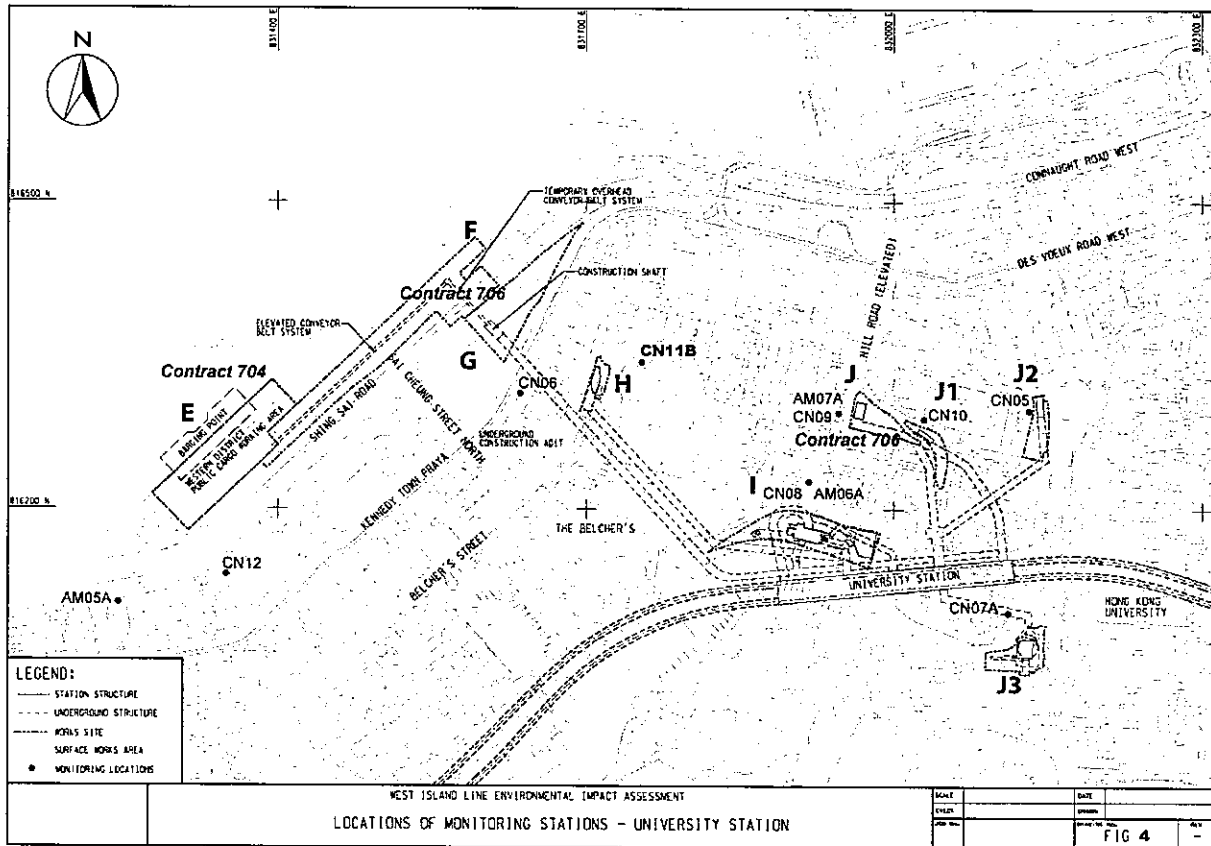 831400 E
831700 E
832000 E
832300 E
N
816500 N
TEMPORARY OVERHEAD
CONVEYOR BELT SYSTEM
CONNAUGHT ROAD WEST
F
CONSTRUCTION SHAFT
DES VOEUX ROAD WEST
Contract 706
HILL ROAD (ELEVATED)
ELEVATED CONVEYOR
BELT SYSTEM
G
CN11B
Contract 704
SAI CHEUNG STREET NORTH
SHING SAI ROAD
CN06
H
J
J1
J2
E
BARGING POINT
WESTERN DISTRICT
PUBLIC CARGO WORKING AREA
AM07A
CN09
CN10
CN05
Contract 706
UNDERGROUND
CONSTRUCTION ADIT
KENNEDY TOWN PRAYA
I
CN08
AM06A
816200 N
THE BELCHER'S
BELCHER'S STREET
CN12
UNIVERSITY STATION
AM05A
CN07A
HONG KONG
UNIVERSITY
J3
LEGEND:
STATION STRUCTURE
UNDERGROUND STRUCTURE
WORKS SITE
SURFACE WORKS AREA
MONITORING LOCATIONS
WEST ISLAND LINE ENVIRONMENTAL IMPACT ASSESSMENT
LOCATIONS OF MONITORING STATIONS - UNIVERSITY STATION
SCALE
DATE
CHECK
DRAWN
FIG 4
-